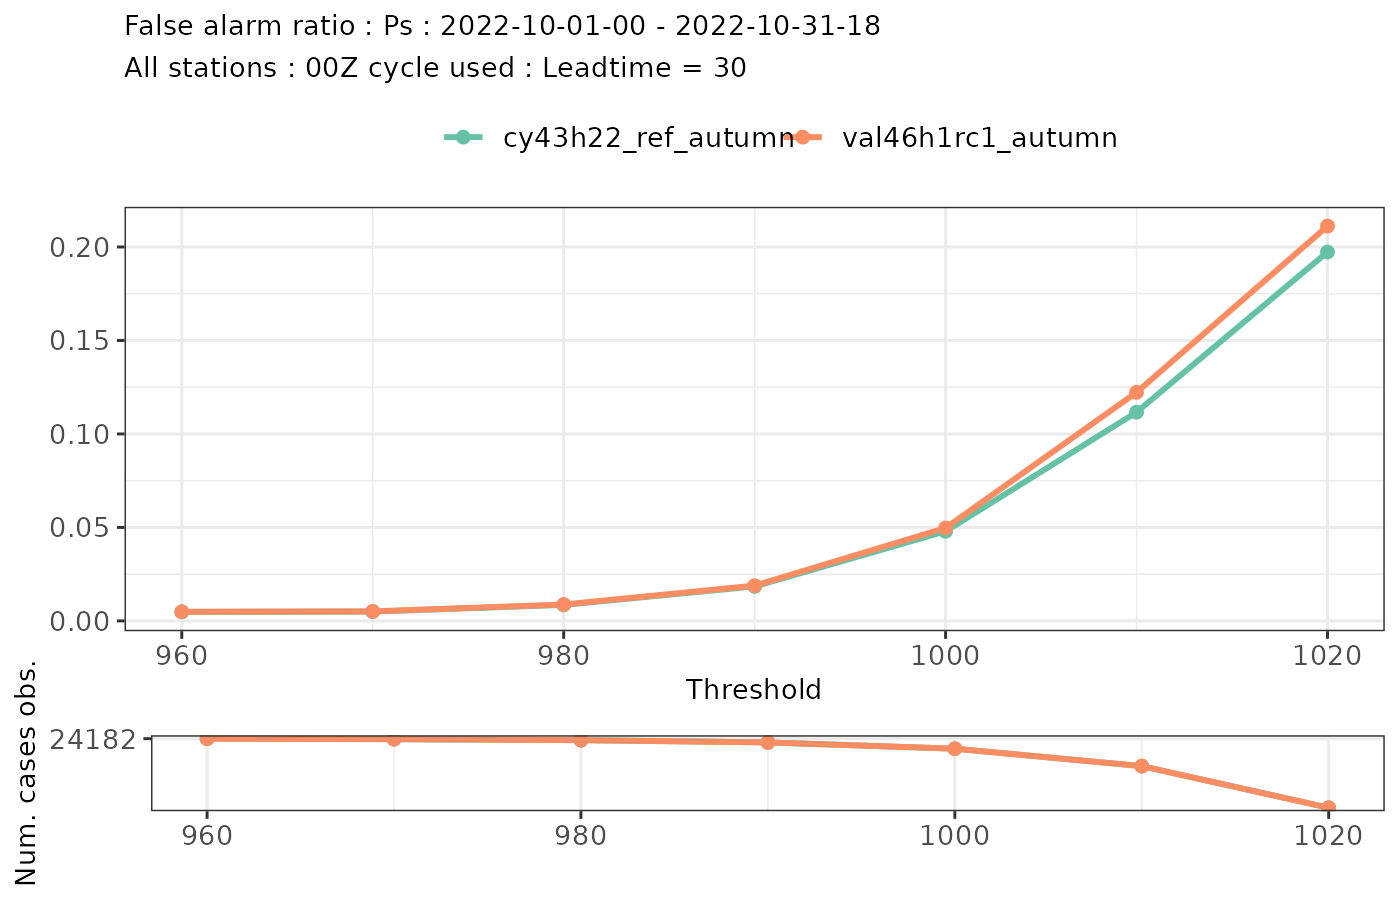 False alarm ratio : Ps : 2022-10-01-00 - 2022-10-31-18
All stations : 00Z cycle used : Leadtime = 30
cy43h22_ref_autumn val46h1rc1_autumn
0.20
0.15
0.10
0.05
0.00
960 980 1000 1020
Threshold
Num. cases obs.
24182
960 980 1000 1020